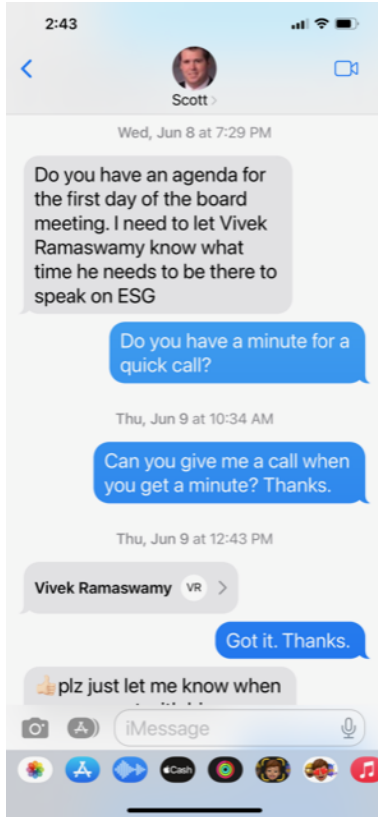 2:43
Scott
Wed, Jun 8 at 7:29 PM
Do you have an agenda for
the first day of the board
meeting. I need to let Vivek
Ramaswamy know what
time he needs to be there to
speak on ESG
Do you have a minute for a
quick call?
Thu, Jun 9 at 10:34 AM
Can you give me a call when
you get a minute? Thanks.
Thu, Jun 9 at 12:43 PM
Vivek Ramaswamy VR
Got it. Thanks.
👍🏻plz just let me know when
iMessage
Cash